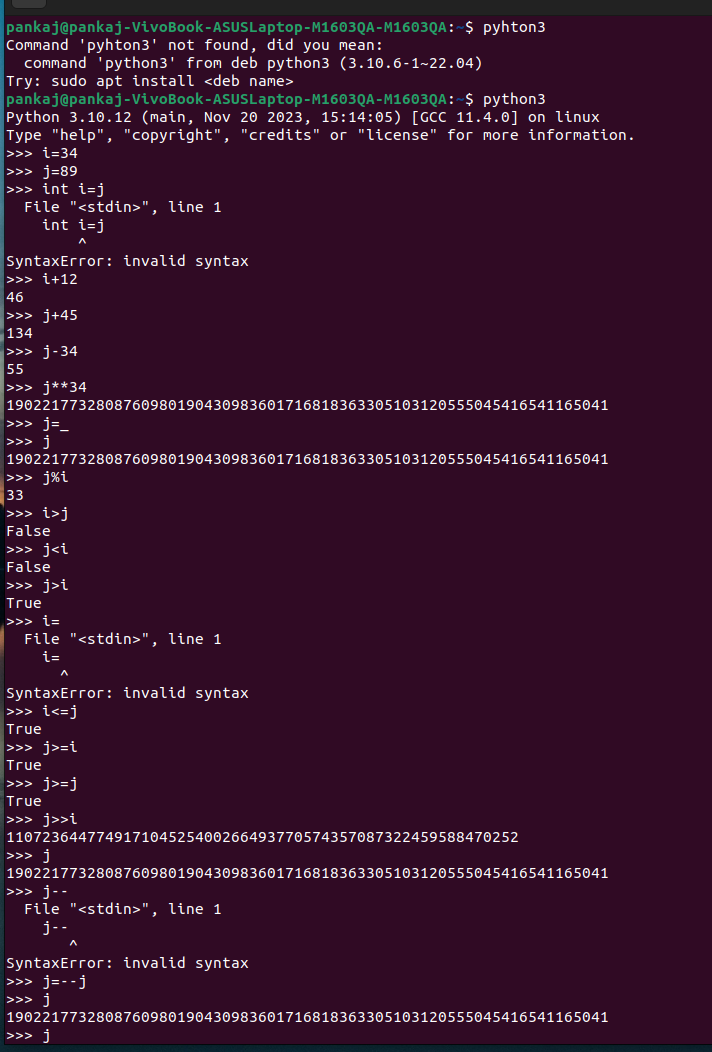 pankaj@pankaj-VivoBook-ASUSLaptop-M1603QA-M1603QA:~$ pyhton3
Command 'pyhton3' not found, did you mean:
  command 'python3' from deb python3 (3.10.6-1~22.04)
Try: sudo apt install <deb name>
pankaj@pankaj-VivoBook-ASUSLaptop-M1603QA-M1603QA:~$ python3
Python 3.10.12 (main, Nov 20 2023, 15:14:05) [GCC 11.4.0] on linux
Type "help", "copyright", "credits" or "license" for more information.
>>> i=34
>>> j=89
>>> int i=j
  File "<stdin>", line 1
    int i=j
        ^
SyntaxError: invalid syntax
>>> i+12
46
>>> j+45
134
>>> j-34
55
>>> j**34
1902217732808760980190430983601716818363305103120555045416541165041
>>> j=_
>>> j
1902217732808760980190430983601716818363305103120555045416541165041
>>> j%i
33
>>> i>j
False
>>> j<i
False
>>> j>i
True
>>> i=
  File "<stdin>", line 1
    i=
      ^
SyntaxError: invalid syntax
>>> i<=j
True
>>> j>=i
True
>>> j>=j
True
>>> j>>i
110723644774917104525400266493770574357087322459588470252
>>> j
1902217732808760980190430983601716818363305103120555045416541165041
>>> j--
  File "<stdin>", line 1
    j--
       ^
SyntaxError: invalid syntax
>>> j=--j
>>> j
1902217732808760980190430983601716818363305103120555045416541165041
>>> j